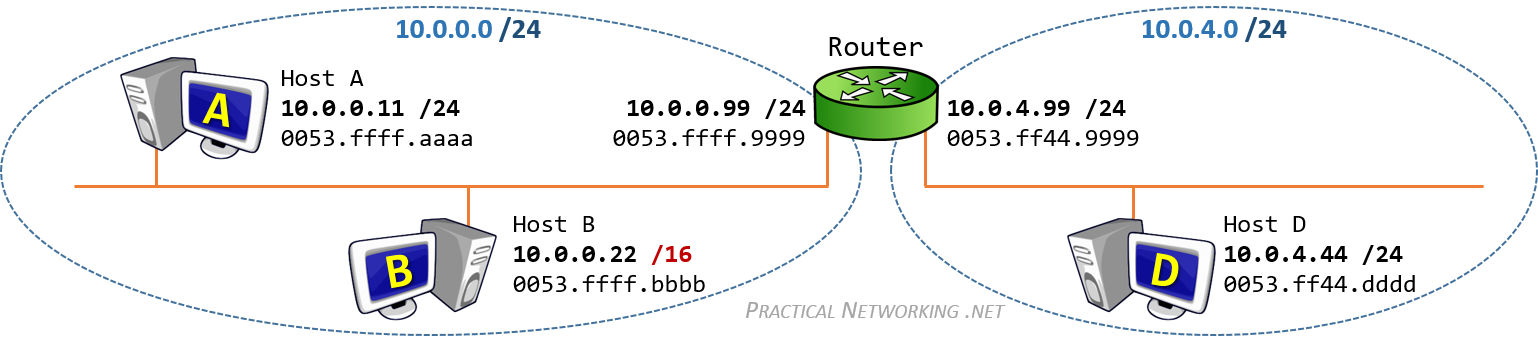 10.0.0.0 /24
10.0.4.0 /24
Router
Host A
10.0.0.11 /24
0053.ffff.aaaa
A
10.0.0.99 /24
0053.ffff.9999
10.0.4.99 /24
0053.ff44.9999
Host B
10.0.0.22 /16
0053.ffff.bbbb
B
Host D
10.0.4.44 /24
0053.ff44.dddd
D
PRACTICAL NETWORKING .NET